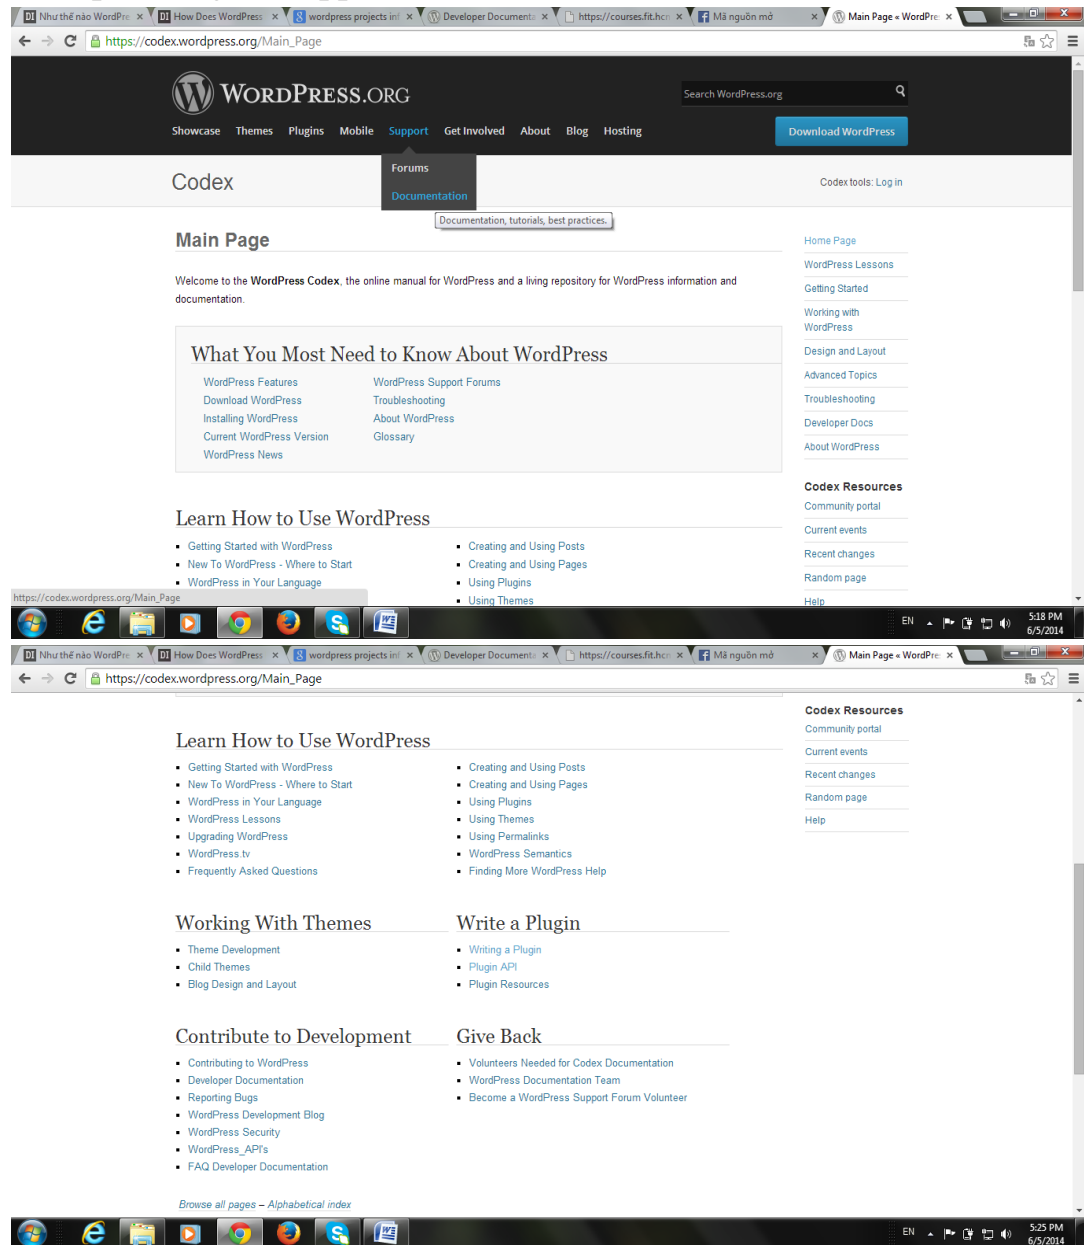 Như thế nào WordPre
How Does WordPress
wordpress projects inf
Developer Documenta
https://courses.fit.hcm
Mã nguồn mở
Main Page « WordPre
https://codex.wordpress.org/Main_Page
WORDPRESS.ORG
Search WordPress.org
Showcase Themes Plugins Mobile Support Get Involved About Blog Hosting
Download WordPress
Forums
Documentation
Documentation, tutorials, best practices.
Codex
Codex tools: Log in
Main Page
Welcome to the WordPress Codex, the online manual for WordPress and a living repository for WordPress information and
documentation.
What You Most Need to Know About WordPress
WordPress Features
Download WordPress
Installing WordPress
Current WordPress Version
WordPress News
WordPress Support Forums
Troubleshooting
About WordPress
Glossary
Learn How to Use WordPress
Getting Started with WordPress
New To WordPress - Where to Start
WordPress in Your Language
Creating and Using Posts
Creating and Using Pages
Using Plugins
Using Themes
Home Page
WordPress Lessons
Getting Started
Working with
WordPress
Design and Layout
Advanced Topics
Troubleshooting
Developer Docs
About WordPress
Codex Resources
Community portal
Current events
Recent changes
Random page
Help
https://codex.wordpress.org/Main_Page
EN
5:18 PM
6/5/2014
Như thế nào WordPre
How Does WordPress
wordpress projects inf
Developer Documenta
https://courses.fit.hcm
Mã nguồn mở
Main Page « WordPre
https://codex.wordpress.org/Main_Page
Learn How to Use WordPress
Getting Started with WordPress
New To WordPress - Where to Start
WordPress in Your Language
WordPress Lessons
Upgrading WordPress
WordPress.tv
Frequently Asked Questions
Creating and Using Posts
Creating and Using Pages
Using Plugins
Using Themes
Using Permalinks
WordPress Semantics
Finding More WordPress Help
Codex Resources
Community portal
Current events
Recent changes
Random page
Help
Working With Themes
Theme Development
Child Themes
Blog Design and Layout
Write a Plugin
Writing a Plugin
Plugin API
Plugin Resources
Contribute to Development
Contributing to WordPress
Developer Documentation
Reporting Bugs
WordPress Development Blog
WordPress Security
WordPress_API's
FAQ Developer Documentation
Give Back
Volunteers Needed for Codex Documentation
WordPress Documentation Team
Become a WordPress Support Forum Volunteer
Browse all pages – Alphabetical index
EN
5:25 PM
6/5/2014